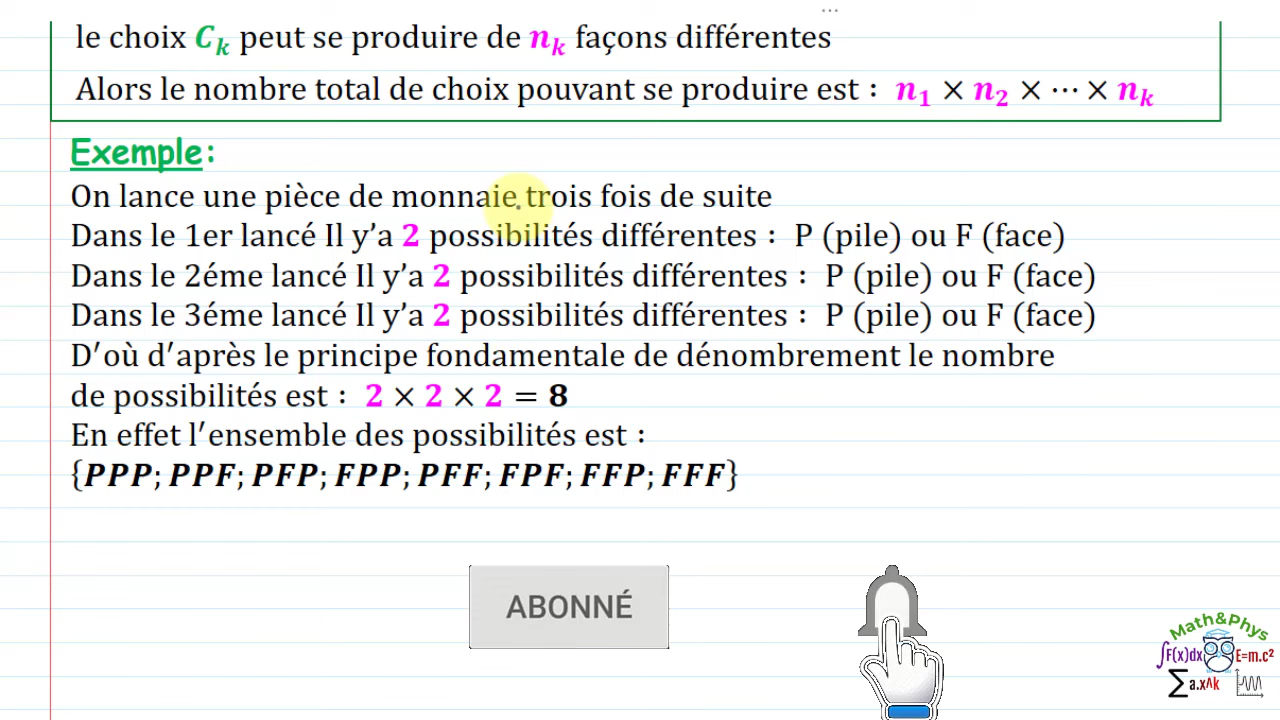 le choix Cₖ peut se produire de nₖ façons différentes
Alors le nombre total de choix pouvant se produire est : n₁ × n₂ × ⋯ × nₖ
Exemple:
On lance une pièce de monnaie trois fois de suite
Dans le 1er lancé Il y’a 2 possibilités différentes : P (pile) ou F (face)
Dans le 2éme lancé Il y’a 2 possibilités différentes : P (pile) ou F (face)
Dans le 3éme lancé Il y’a 2 possibilités différentes : P (pile) ou F (face)
D′où d′après le principe fondamentale de dénombrement le nombre
de possibilités est : 2 × 2 × 2 = 8
En effet l′ensemble des possibilités est :
{PPP; PPF; PFP; FPP; PFF; FPF; FFP; FFF}
ABONNÉ
Math&Phys
∫F(x)dx E=m.c²
∑ a.x^k